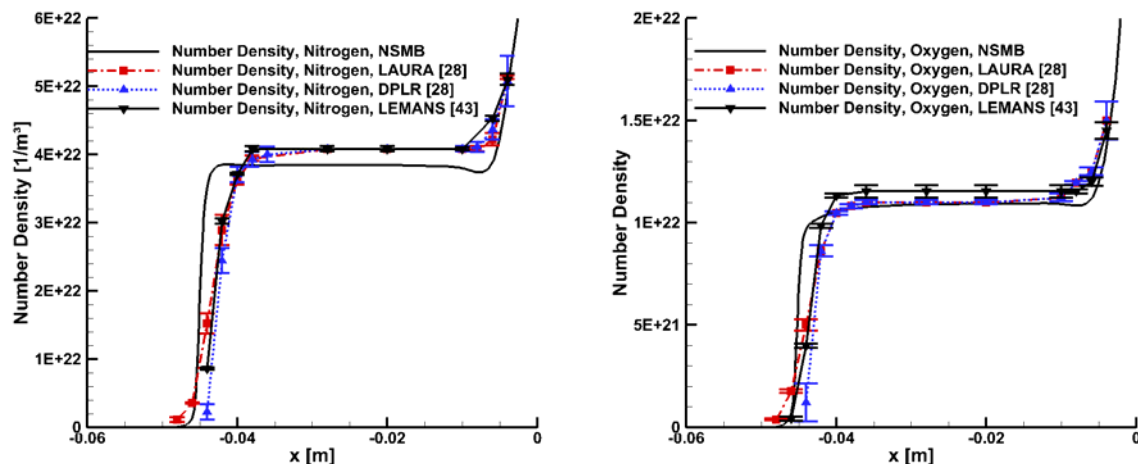 6E+22
Number Density, Nitrogen, NSMB
Number Density, Nitrogen, LAURA [28]
Number Density, Nitrogen, DPLR [28]
Number Density, Nitrogen, LEMANS [43]
5E+22
4E+22
3E+22
2E+22
1E+22
0
Number Density [1/m³]
-0.06
-0.04
-0.02
0
x [m]
2E+22
Number Density, Oxygen, NSMB
Number Density, Oxygen, LAURA [28]
Number Density, Oxygen, DPLR [28]
Number Density, Oxygen, LEMANS [43]
1.5E+22
1E+22
5E+21
0
Number Density
-0.06
-0.04
-0.02
0
x [m]